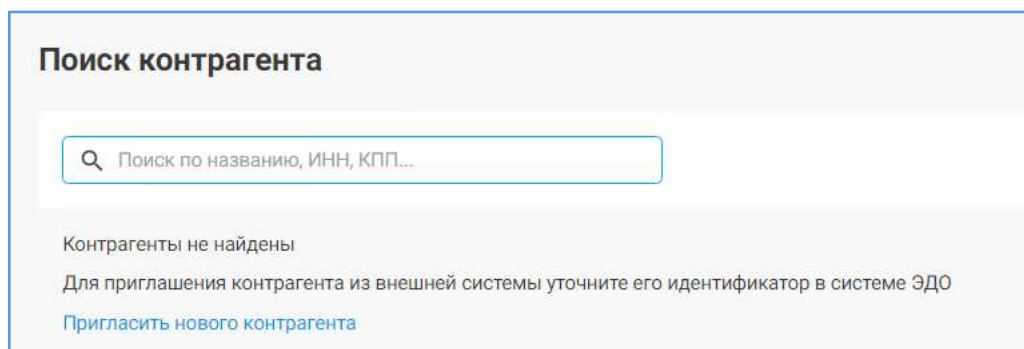 Поиск контрагента
Поиск по названию, ИНН, КПП...
Контрагенты не найдены
Для приглашения контрагента из внешней системы уточните его идентификатор в системе ЭДО
Пригласить нового контрагента